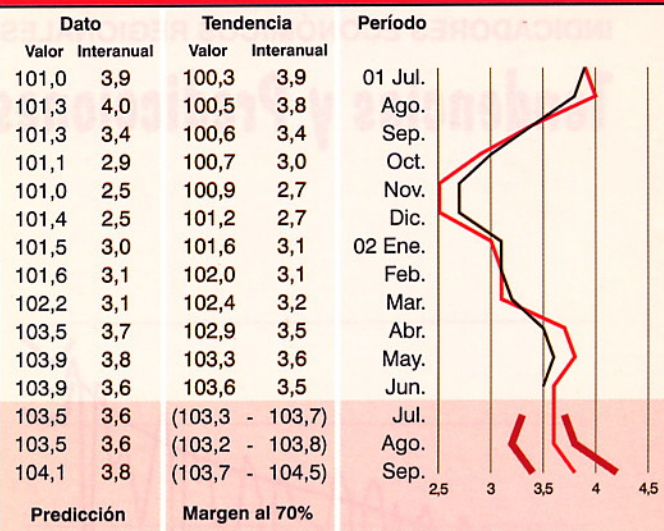 Dato Tendencia Período
Valor Interanual Valor Interanual
101,0 3,9 100,3 3,9 01 Jul.
101,3 4,0 100,5 3,8 Ago.
101,3 3,4 100,6 3,4 Sep.
101,1 2,9 100,7 3,0 Oct.
101,0 2,5 100,9 2,7 Nov.
101,4 2,5 101,2 2,7 Dic.
101,5 3,0 101,6 3,1 02 Ene.
101,6 3,1 102,0 3,1 Feb.
102,2 3,1 102,4 3,2 Mar.
103,5 3,7 102,9 3,5 Abr.
103,9 3,8 103,3 3,6 May.
103,9 3,6 103,6 3,5 Jun.
103,5 3,6 (103,3 - 103,7) Jul.
103,5 3,6 (103,2 - 103,8) Ago.
104,1 3,8 (103,7 - 104,5) Sep.
2,5 3 3,5 4 4,5
Predicción Margen al 70%
INDICADORES ECONÓMICOS REGIONALES
Tendencias y Predicciones